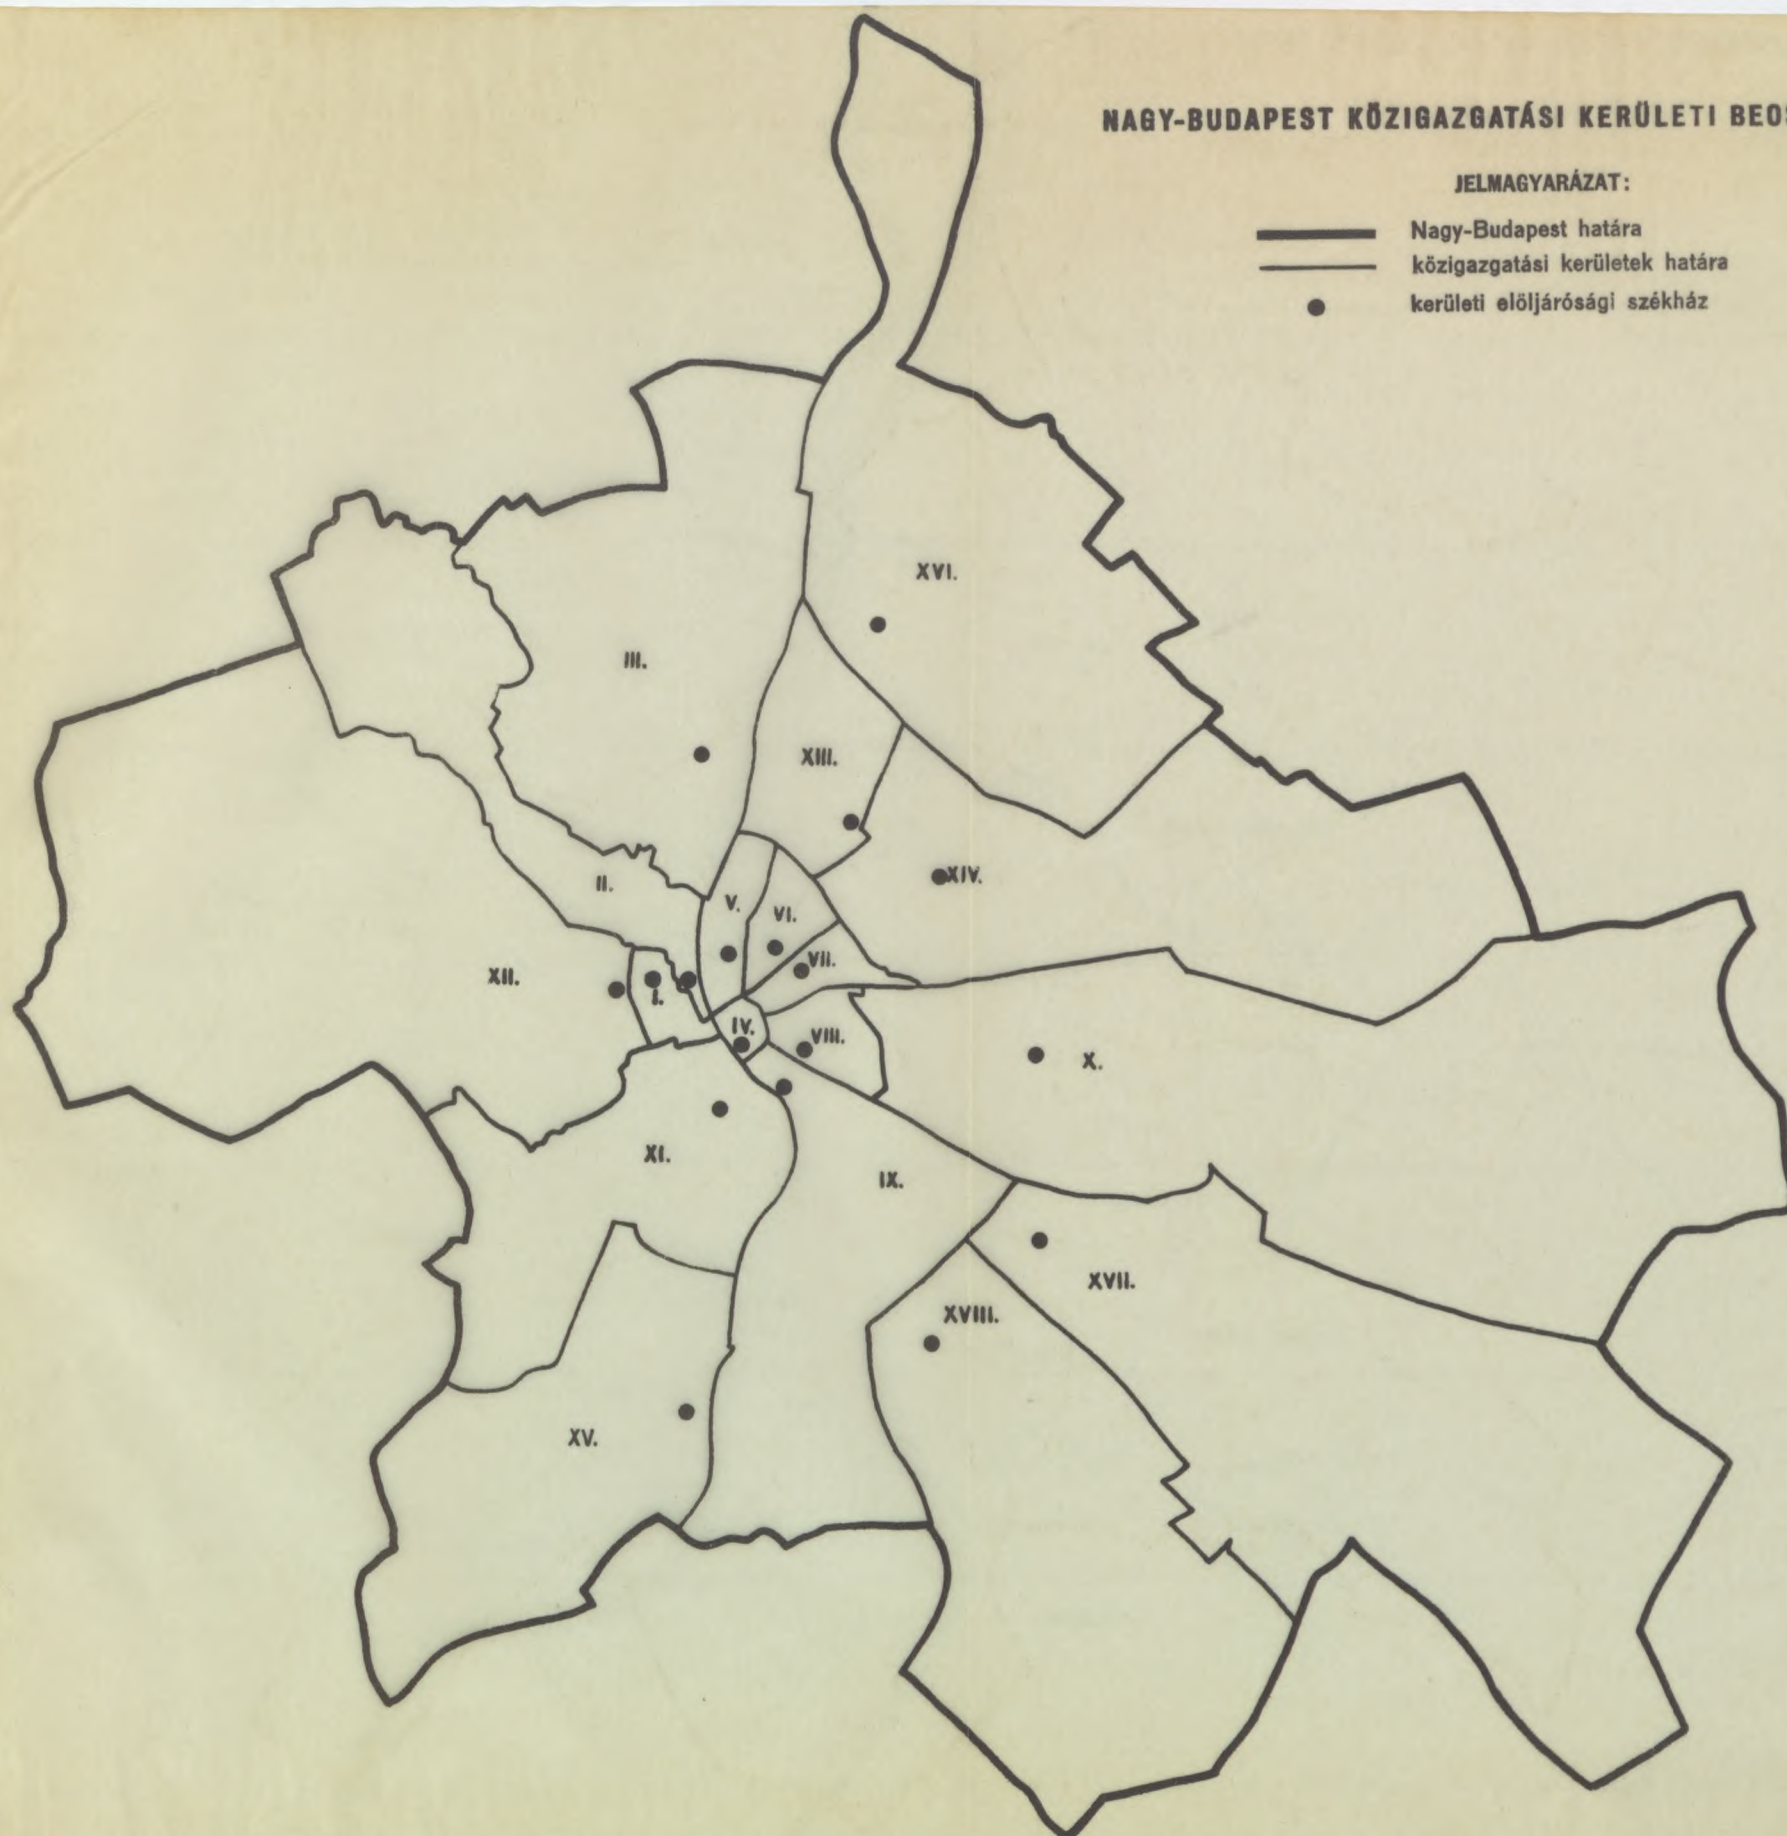 NAGY-BUDAPEST KÖZIGAZGATÁSI KERÜLETI
JELMAGYARÁZAT:
Nagy-Budapest határa
közigazgatási kerületek határa
kerületi elöljárósági székház
XVI.
III.
XIII.
XIV.
II.
V.
VI.
VII.
XII.
I.
IV.
VIII.
X.
XI.
IX.
XVII.
XVIII.
XV.